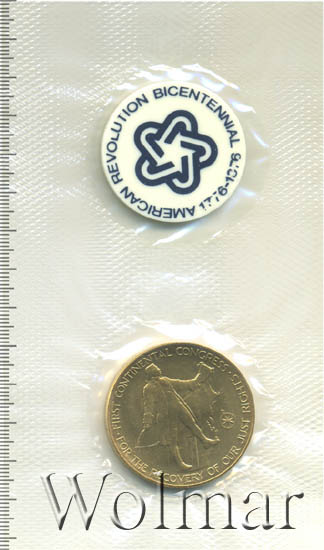 AMERICAN REVOLUTION BICENTENNIAL 1776-1976
· FIRST CONTINENTAL CONGRESS ·
FOR THE RECOVERY OF OUR JUST RIGHTS
Wolmar